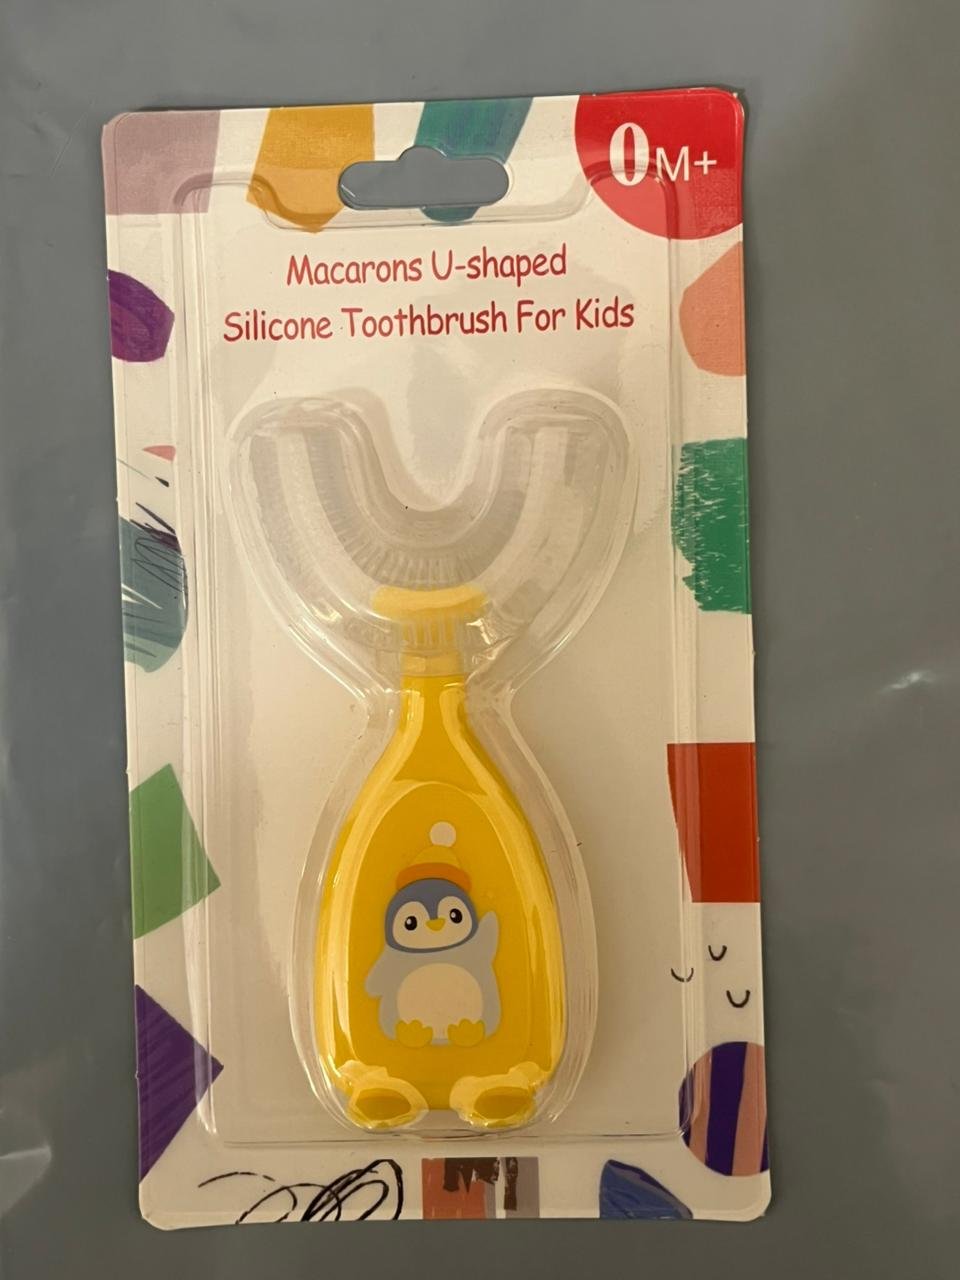 0M+
Macarons U-shaped
Silicone Toothbrush For Kids